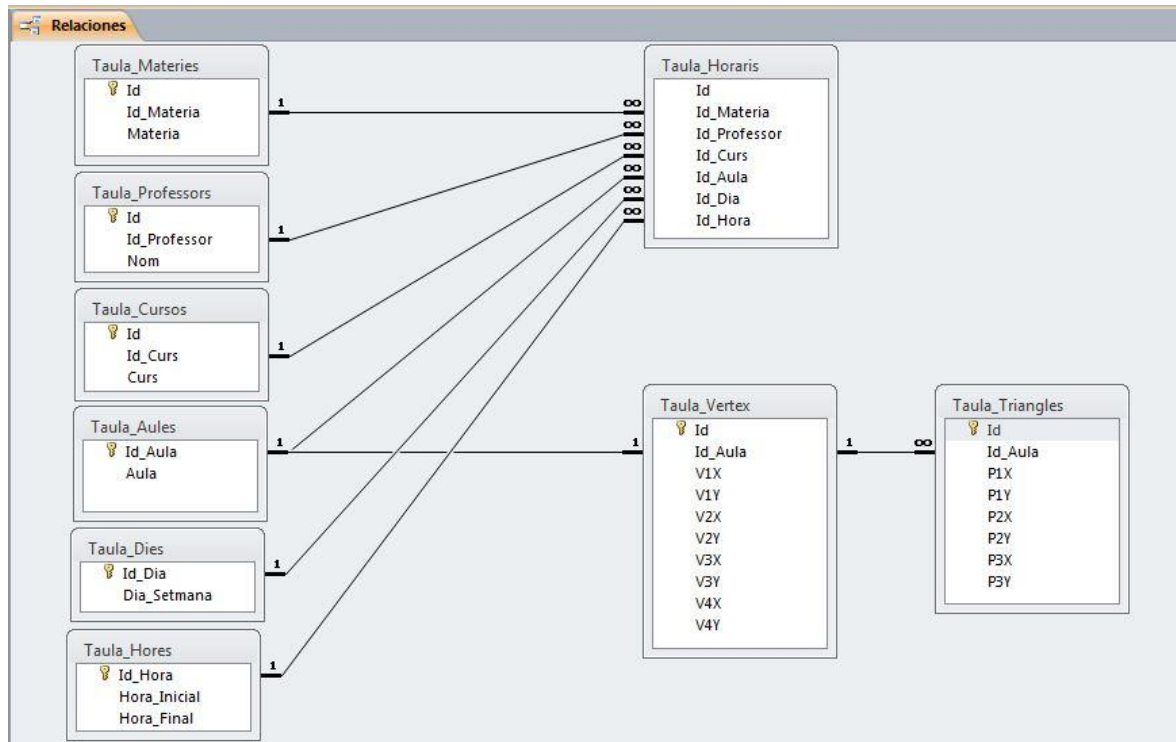 Relaciones
Taula_Materies
Id
Id_Materia
Materia
1
Taula_Professors
Id
Id_Professor
Nom
1
Taula_Cursos
Id
Id_Curs
Curs
1
Taula_Aules
Id_Aula
Aula
1
Taula_Dies
Id_Dia
Dia_Setmana
1
Taula_Hores
Id_Hora
Hora_Inicial
Hora_Final
1
Taula_Horaris
Id
∞ Id_Materia
∞ Id_Professor
∞ Id_Curs
∞ Id_Aula
∞ Id_Dia
∞ Id_Hora
Taula_Vertex
Id
1 Id_Aula 1
V1X
V1Y
V2X
V2Y
V3X
V3Y
V4X
V4Y
Taula_Triangles
Id
∞ Id_Aula
P1X
P1Y
P2X
P2Y
P3X
P3Y